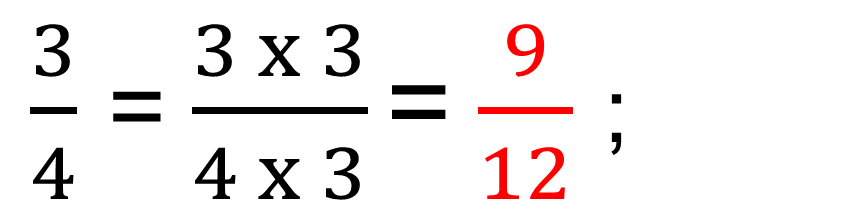 3/4 = (3 x 3)/(4 x 3) = 9/12 ;